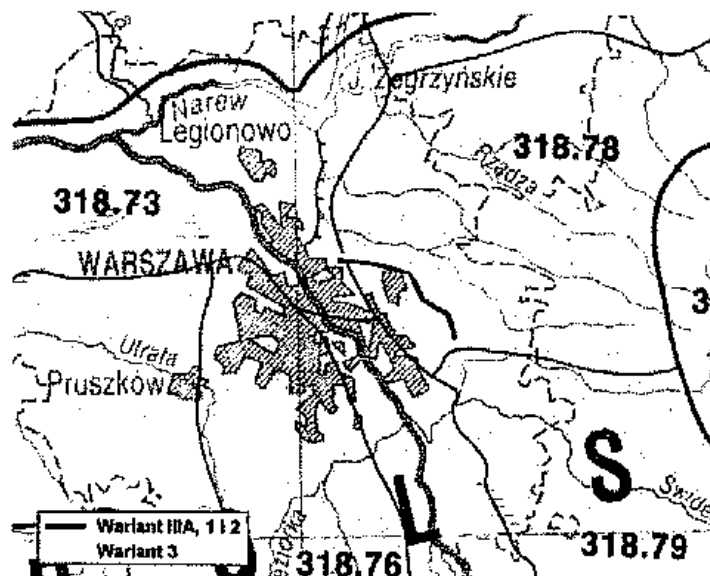 J. Zegrzyńskie
Narew
Legionowo
318.78
Rządza
318.73
WARSZAWA
Utrata
Pruszków
S
L
Wariant IIIA, 1 i 2
Wariant 3
318.76
318.79